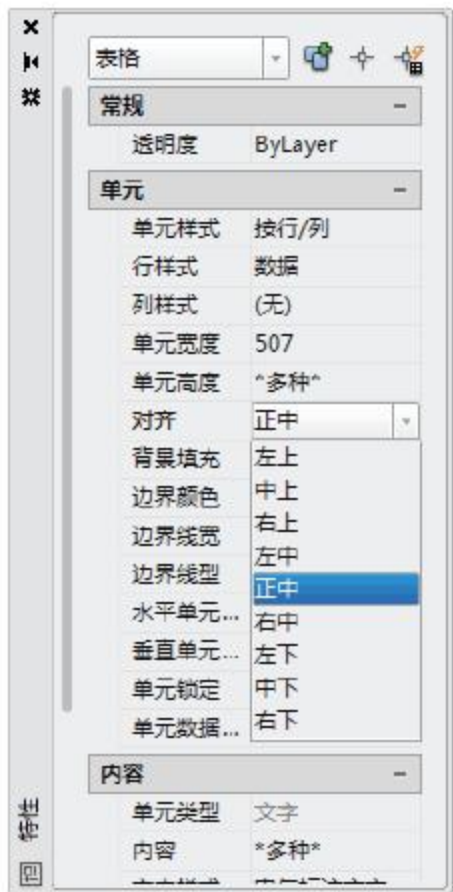 表格
常规
透明度 ByLayer
单元
单元样式 按行/列
行样式 数据
列样式 (无)
单元宽度 507
单元高度 *多种*
对齐 正中
背景填充 左上
边界颜色 中上
边界线宽 右上
边界线型 左中
正中
水平单元... 右中
垂直单元... 左下
单元锁定 中下
单元数据... 右下
内容
单元类型 文字
内容 *多种*
特性